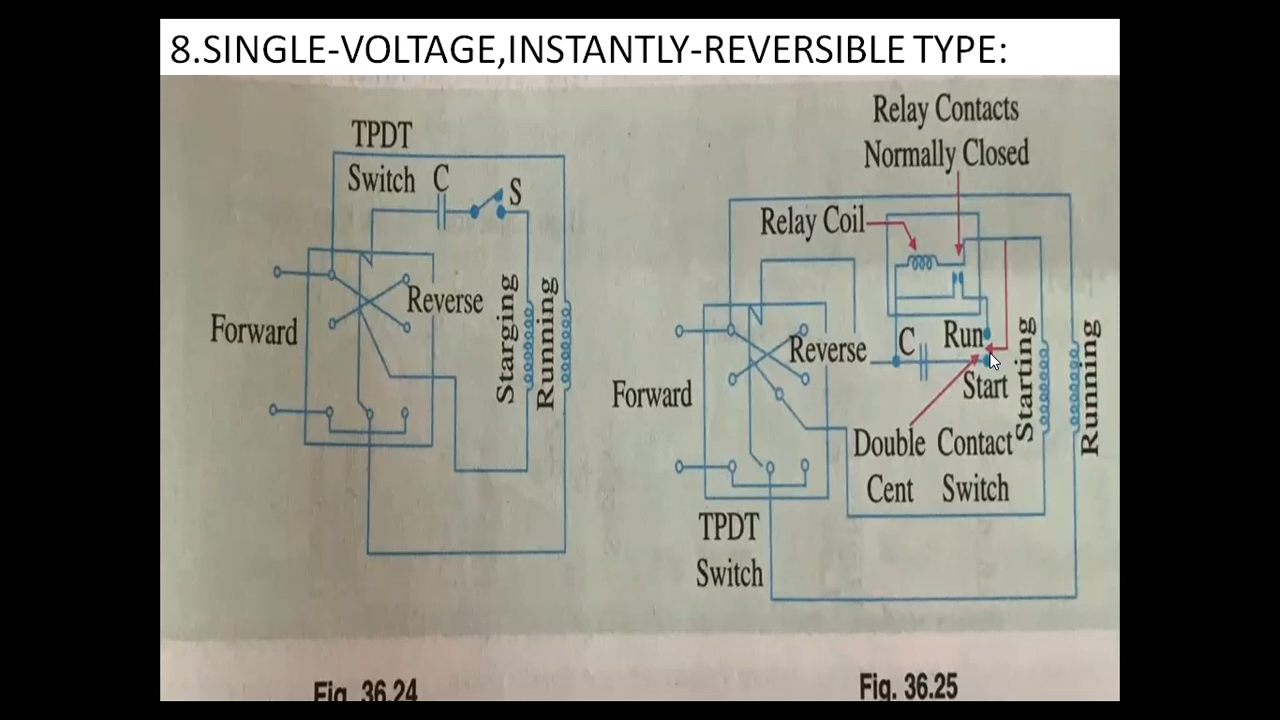 8.SINGLE-VOLTAGE,INSTANTLY-REVERSIBLE TYPE:
TPDT
Switch
C
S
Reverse
Forward
Starging
Running
Fig. 36.24
Relay Contacts
Normally Closed
Relay Coil
Reverse
C
Run
Start
Forward
Starting
Running
Double Contact
Cent Switch
TPDT
Switch
Fig. 36.25